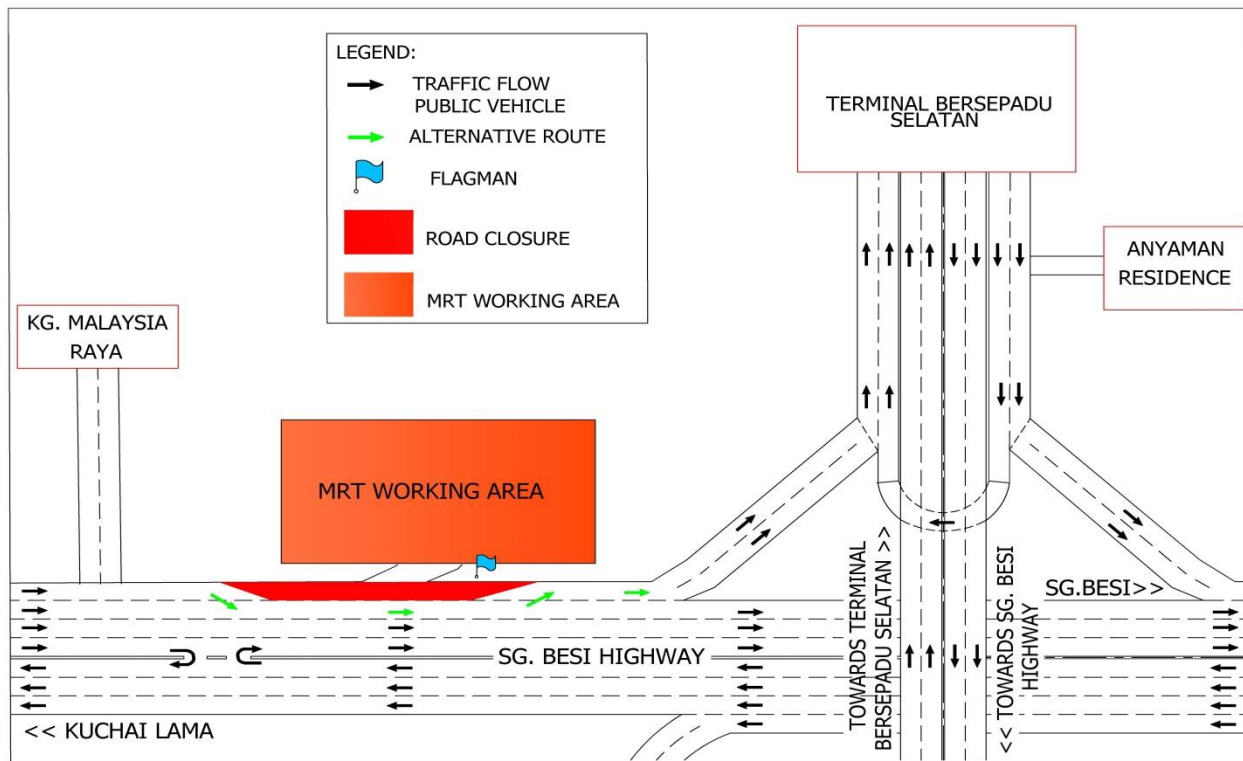 LEGEND:
TRAFFIC FLOW
PUBLIC VEHICLE
ALTERNATIVE ROUTE
FLAGMAN
ROAD CLOSURE
MRT WORKING AREA
TERMINAL BERSEPADU
SELATAN
ANYAMAN
RESIDENCE
KG. MALAYSIA
RAYA
MRT WORKING AREA
SG.BESI>>
SG. BESI HIGHWAY
TOWARDS TERMINAL
BERSEPADU SELATAN >>
<< TOWARDS SG. BESI
HIGHWAY
<< KUCHAI LAMA